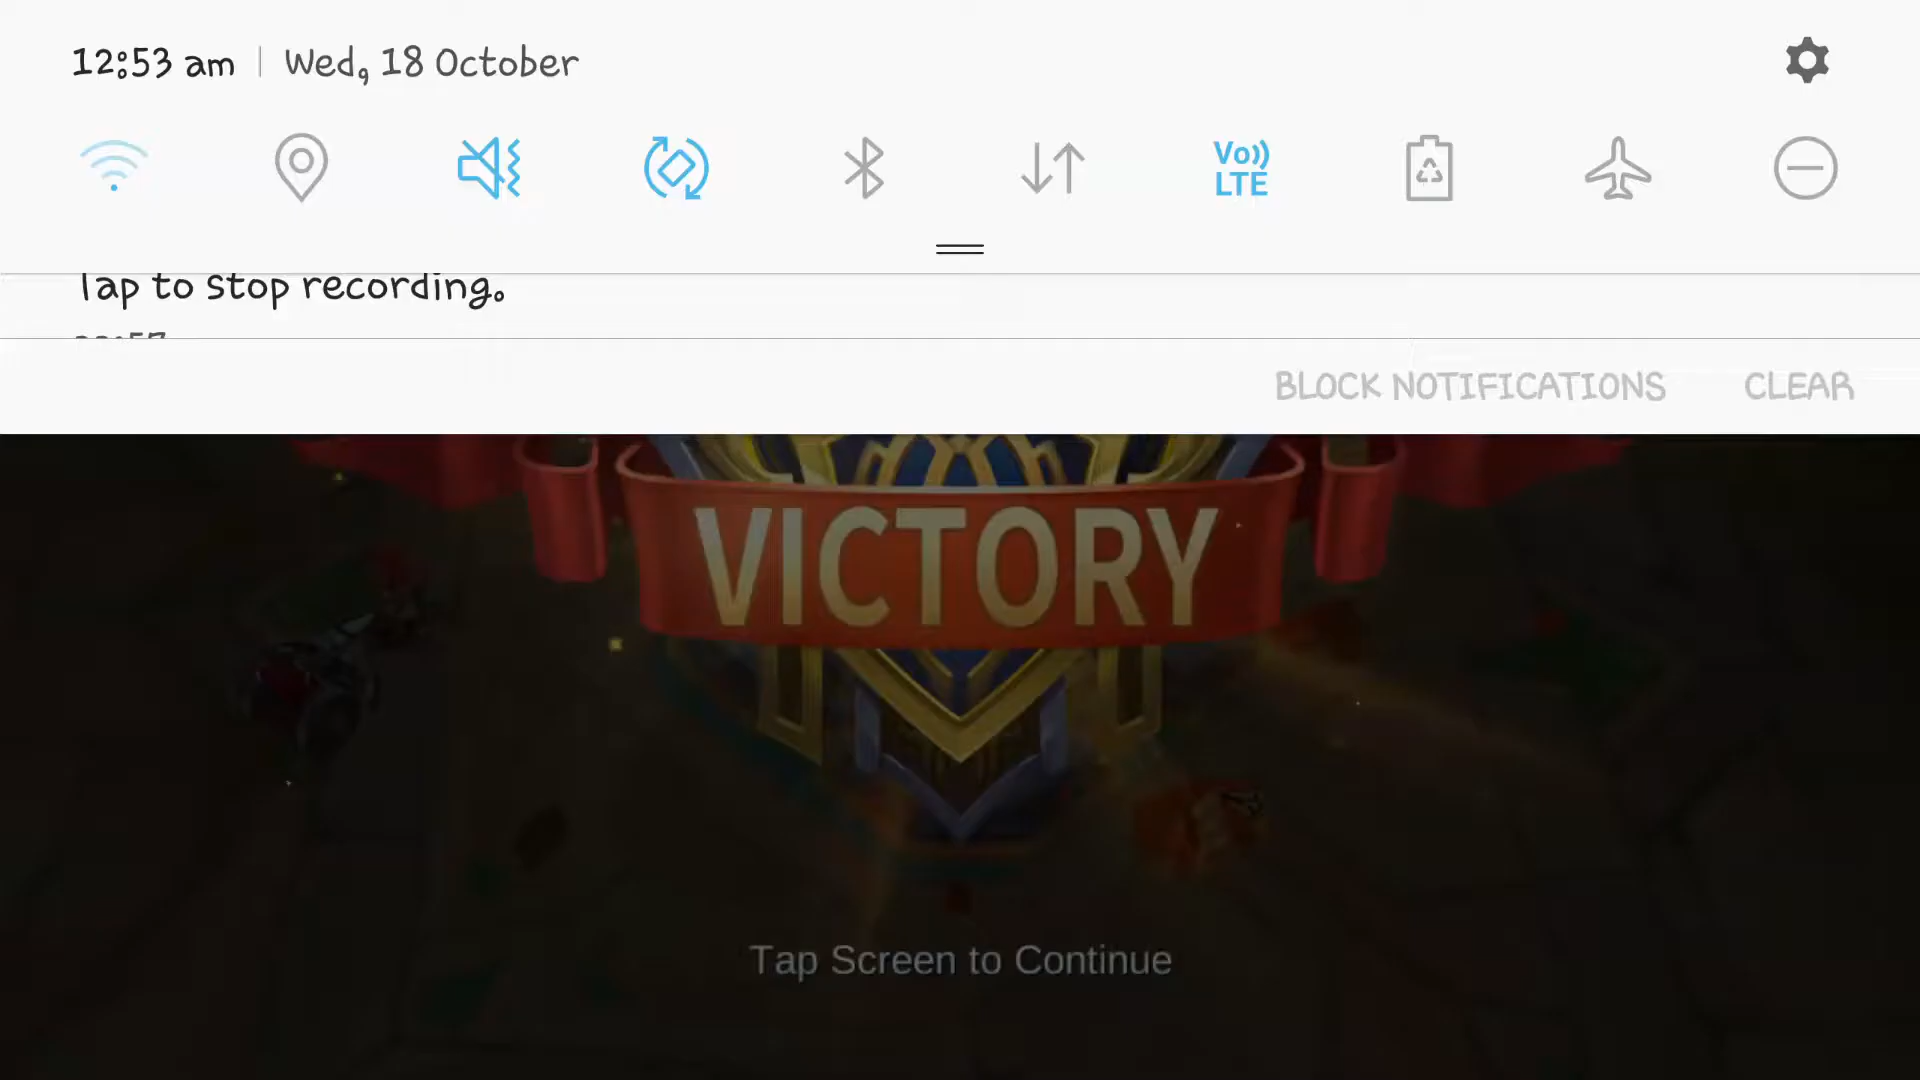 12:53 am | Wed, 18 October
Vo)) LTE
Tap to stop recording.
BLOCK NOTIFICATIONS CLEAR
VICTORY
Tap Screen to Continue